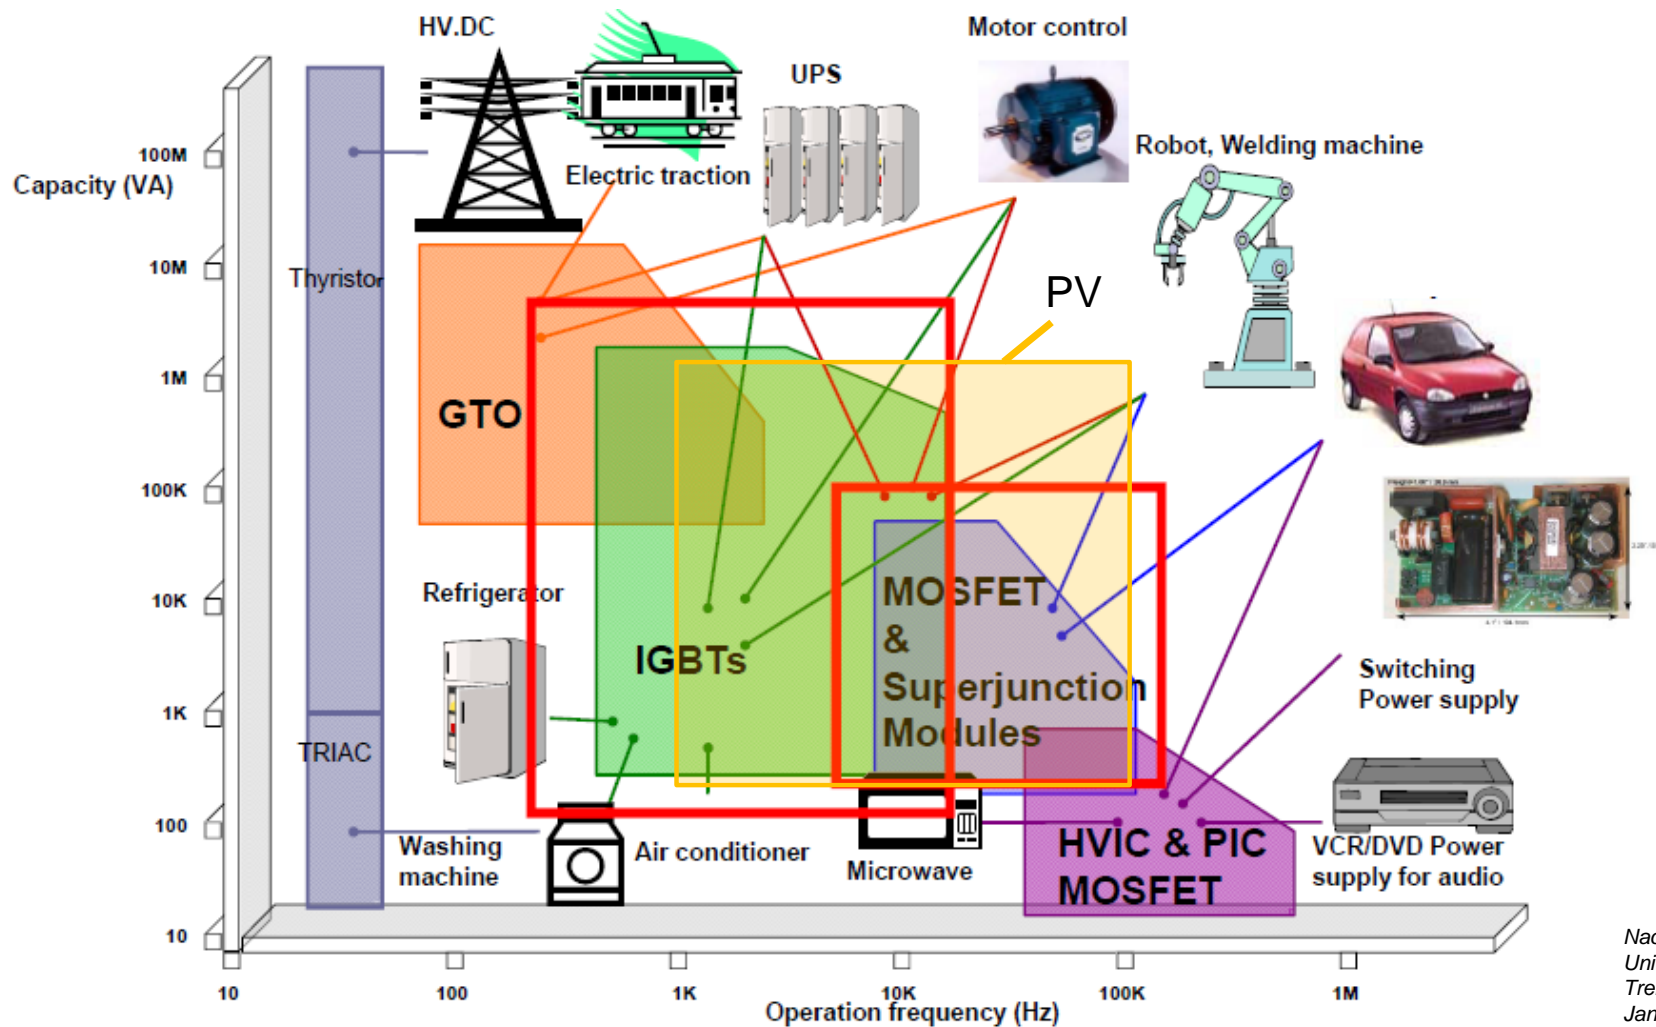 HV.DC
Motor control
UPS
Robot, Welding machine
Electric traction
Capacity (VA)
100M
10M
1M
100K
10K
1K
100
10
Thyristor
TRIAC
GTO
PV
IGBTs
MOSFET
&
Superjunction
Modules
Refrigerator
Switching
Power supply
Washing
machine
Air conditioner
Microwave
HVIC & PIC
MOSFET
VCR/DVD Power
supply for audio
10
100
1K
10K
100K
1M
Operation frequency (Hz)